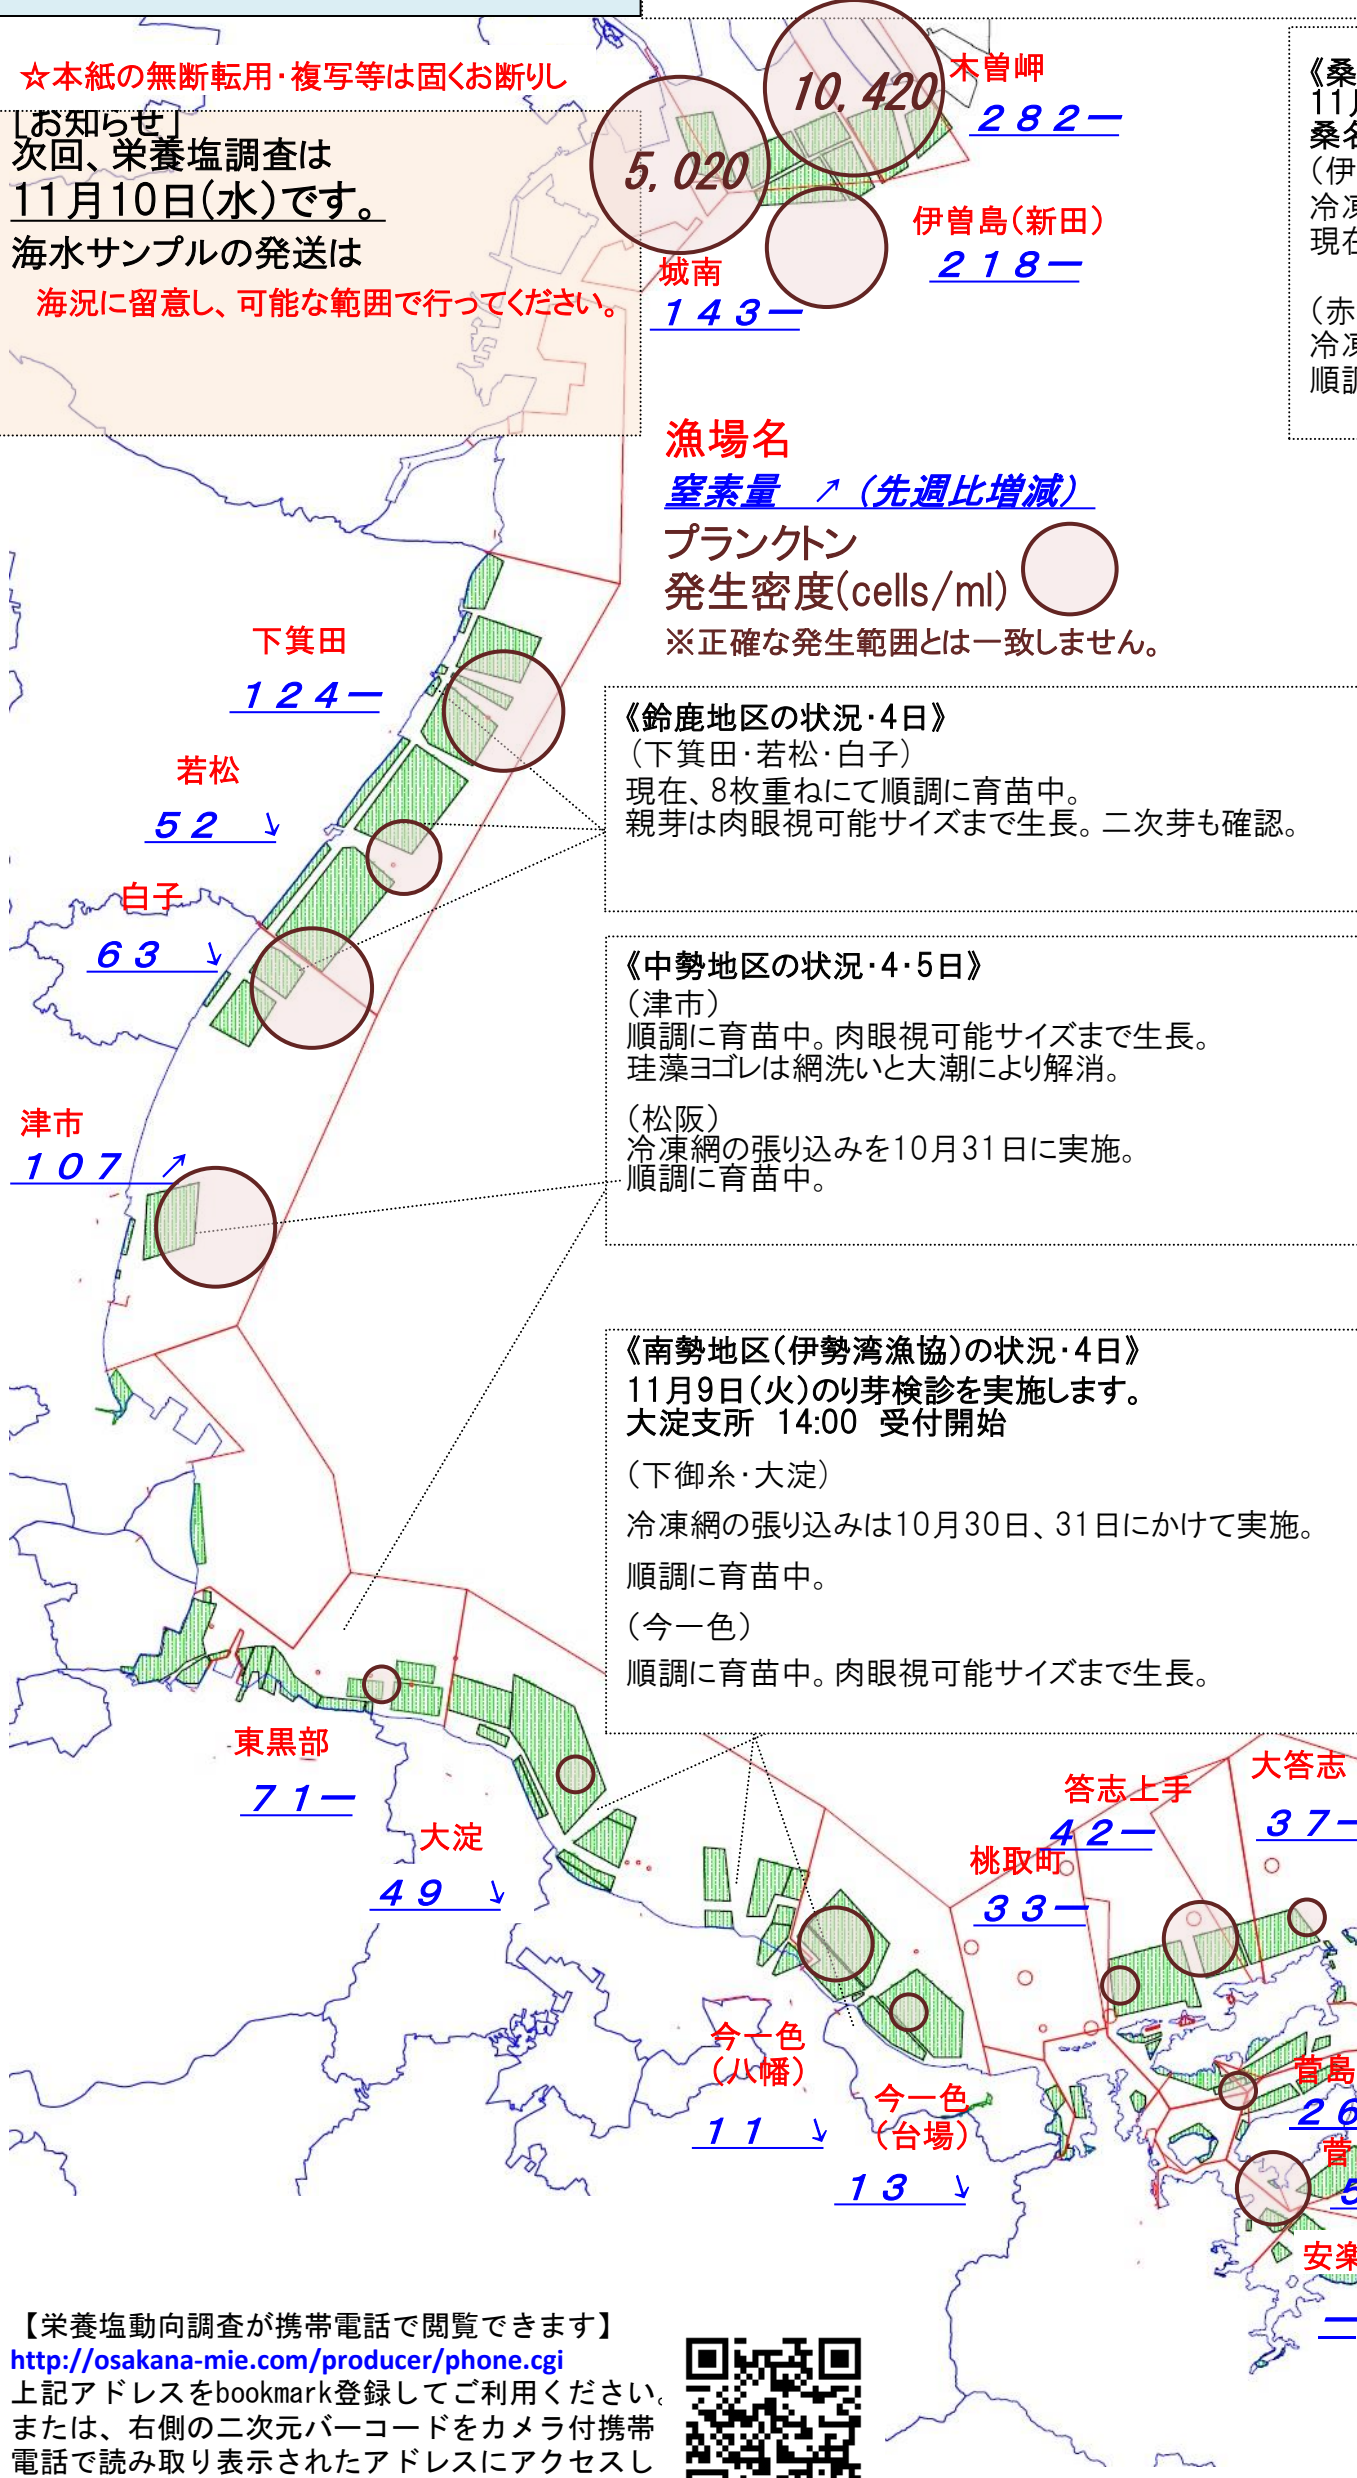 ☆本紙の無断転用・複写等は固くお断りし
[お知らせ]
次回、栄養塩調査は
11月10日(水)です。
海水サンプルの発送は
海況に留意し、可能な範囲で行ってください。
10,420
5,020
木曽岬
282ー
伊曽島(新田)
218ー
城南
143ー
《桑
11月
桑名
(伊
冷凍
現在
(赤
冷凍
順調
漁場名
窒素量 ↗(先週比増減)
プランクトン
発生密度(cells/ml)
※正確な発生範囲とは一致しません。
下箕田
124ー
若松
52 ↘
白子
63 ↘
津市
107 ↗
《鈴鹿地区の状況・4日》
(下箕田・若松・白子)
現在、8枚重ねにて順調に育苗中。
親芽は肉眼視可能サイズまで生長。二次芽も確認。
《中勢地区の状況・4・5日》
(津市)
順調に育苗中。肉眼視可能サイズまで生長。
珪藻ヨゴレは網洗いと大潮により解消。
(松阪)
冷凍網の張り込みを10月31日に実施。
順調に育苗中。
《南勢地区(伊勢湾漁協)の状況・4日》
11月9日(火)のり芽検診を実施します。
大淀支所 14:00 受付開始
(下御糸・大淀)
冷凍網の張り込みは10月30日、31日にかけて実施。
順調に育苗中。
(今一色)
順調に育苗中。肉眼視可能サイズまで生長。
東黒部
71ー
大淀
49 ↘
大答志
37ー
答志上手
42ー
桃取町
33ー
今一色
(八幡)
11 ↘
今一色
(台場)
13 ↘
菅島
26
菅
5
安楽
【栄養塩動向調査が携帯電話で閲覧できます】
http://osakana-mie.com/producer/phone.cgi
上記アドレスをbookmark登録してご利用ください。
または、右側の二次元バーコードをカメラ付携帯
電話で読み取り表示されたアドレスにアクセスし